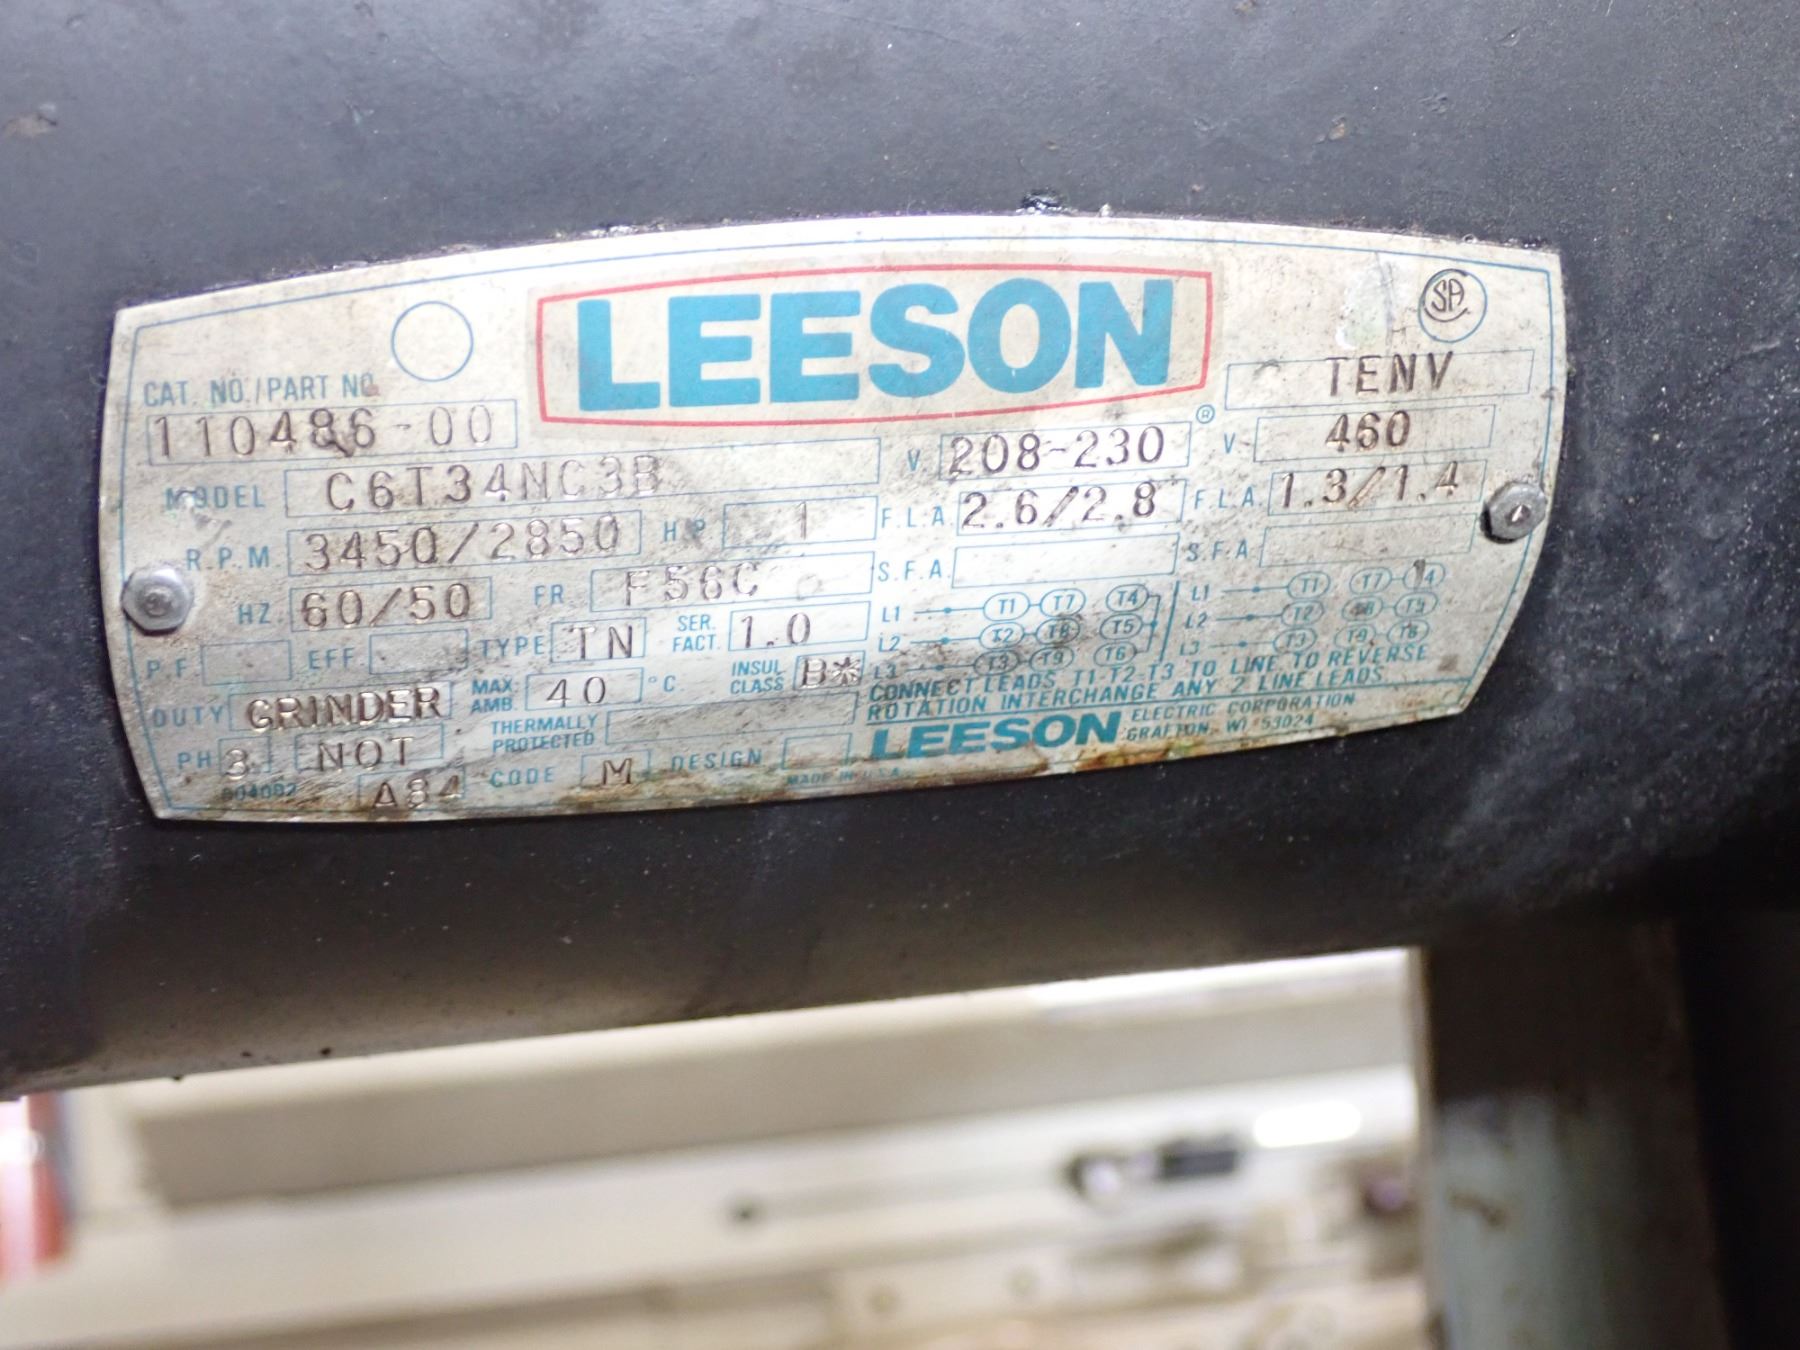 LEESON ®
SA
CAT. NO./PART NO.
110486-00
TENV
MODEL C6T34NC3B V 208-230 V 460
R.P.M. 3450/2850 H.P. 1 F.L.A. 2.6/2.8 F.L.A. 1.3/1.4
HZ. 60/50 FR F56C S.F.A. S.F.A.
P.F. EFF. TYPE TN SER. FACT. 1.0
L1 T1 T7 T4 L1 T1 T7 T4
L2 T2 T8 T5 L2 T2 T8 T5
L3 T3 T9 T6 L3 T3 T9 T6
DUTY GRINDER MAX. AMB. 40 °C. INSUL CLASS B*
CONNECT LEADS T1-T2-T3 TO LINE TO REVERSE
ROTATION INTERCHANGE ANY 2 LINE LEADS
PH 3 NOT THERMALLY PROTECTED
LEESON ELECTRIC CORPORATION
GRAFTON, WI. 53024
A84 CODE M DESIGN
MADE IN U.S.A.